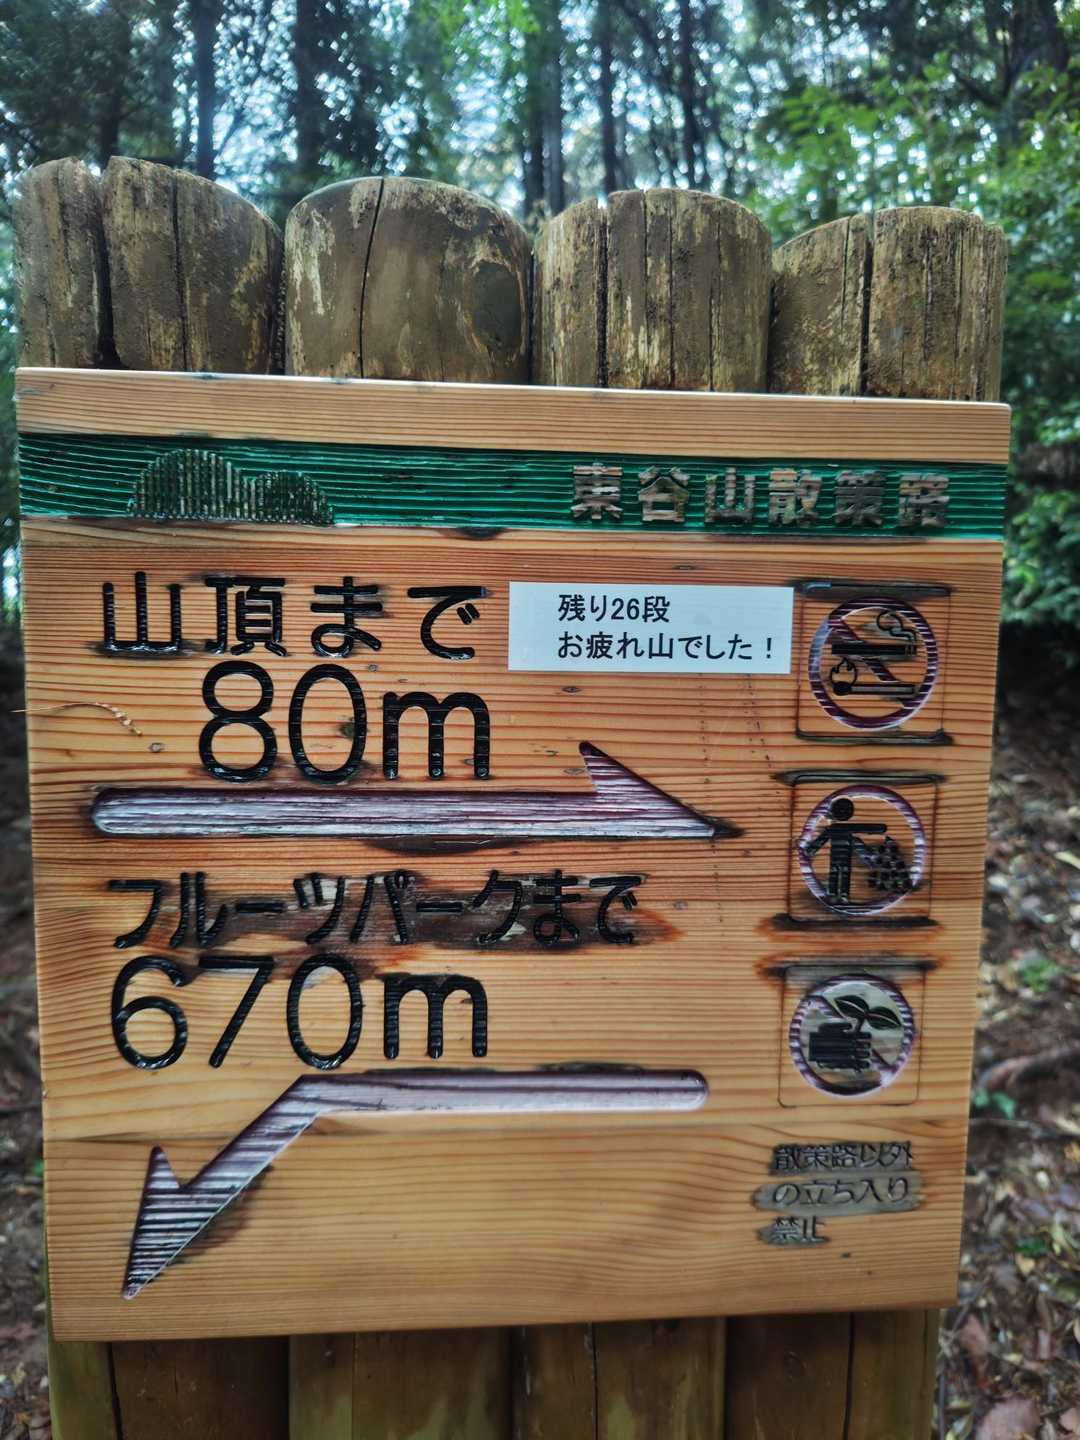 東谷山散策路
山頂まで
80m
残り26段
お疲れ山でした！
フルーツパークまで
670m
散策路以外
の立ち入り
禁止